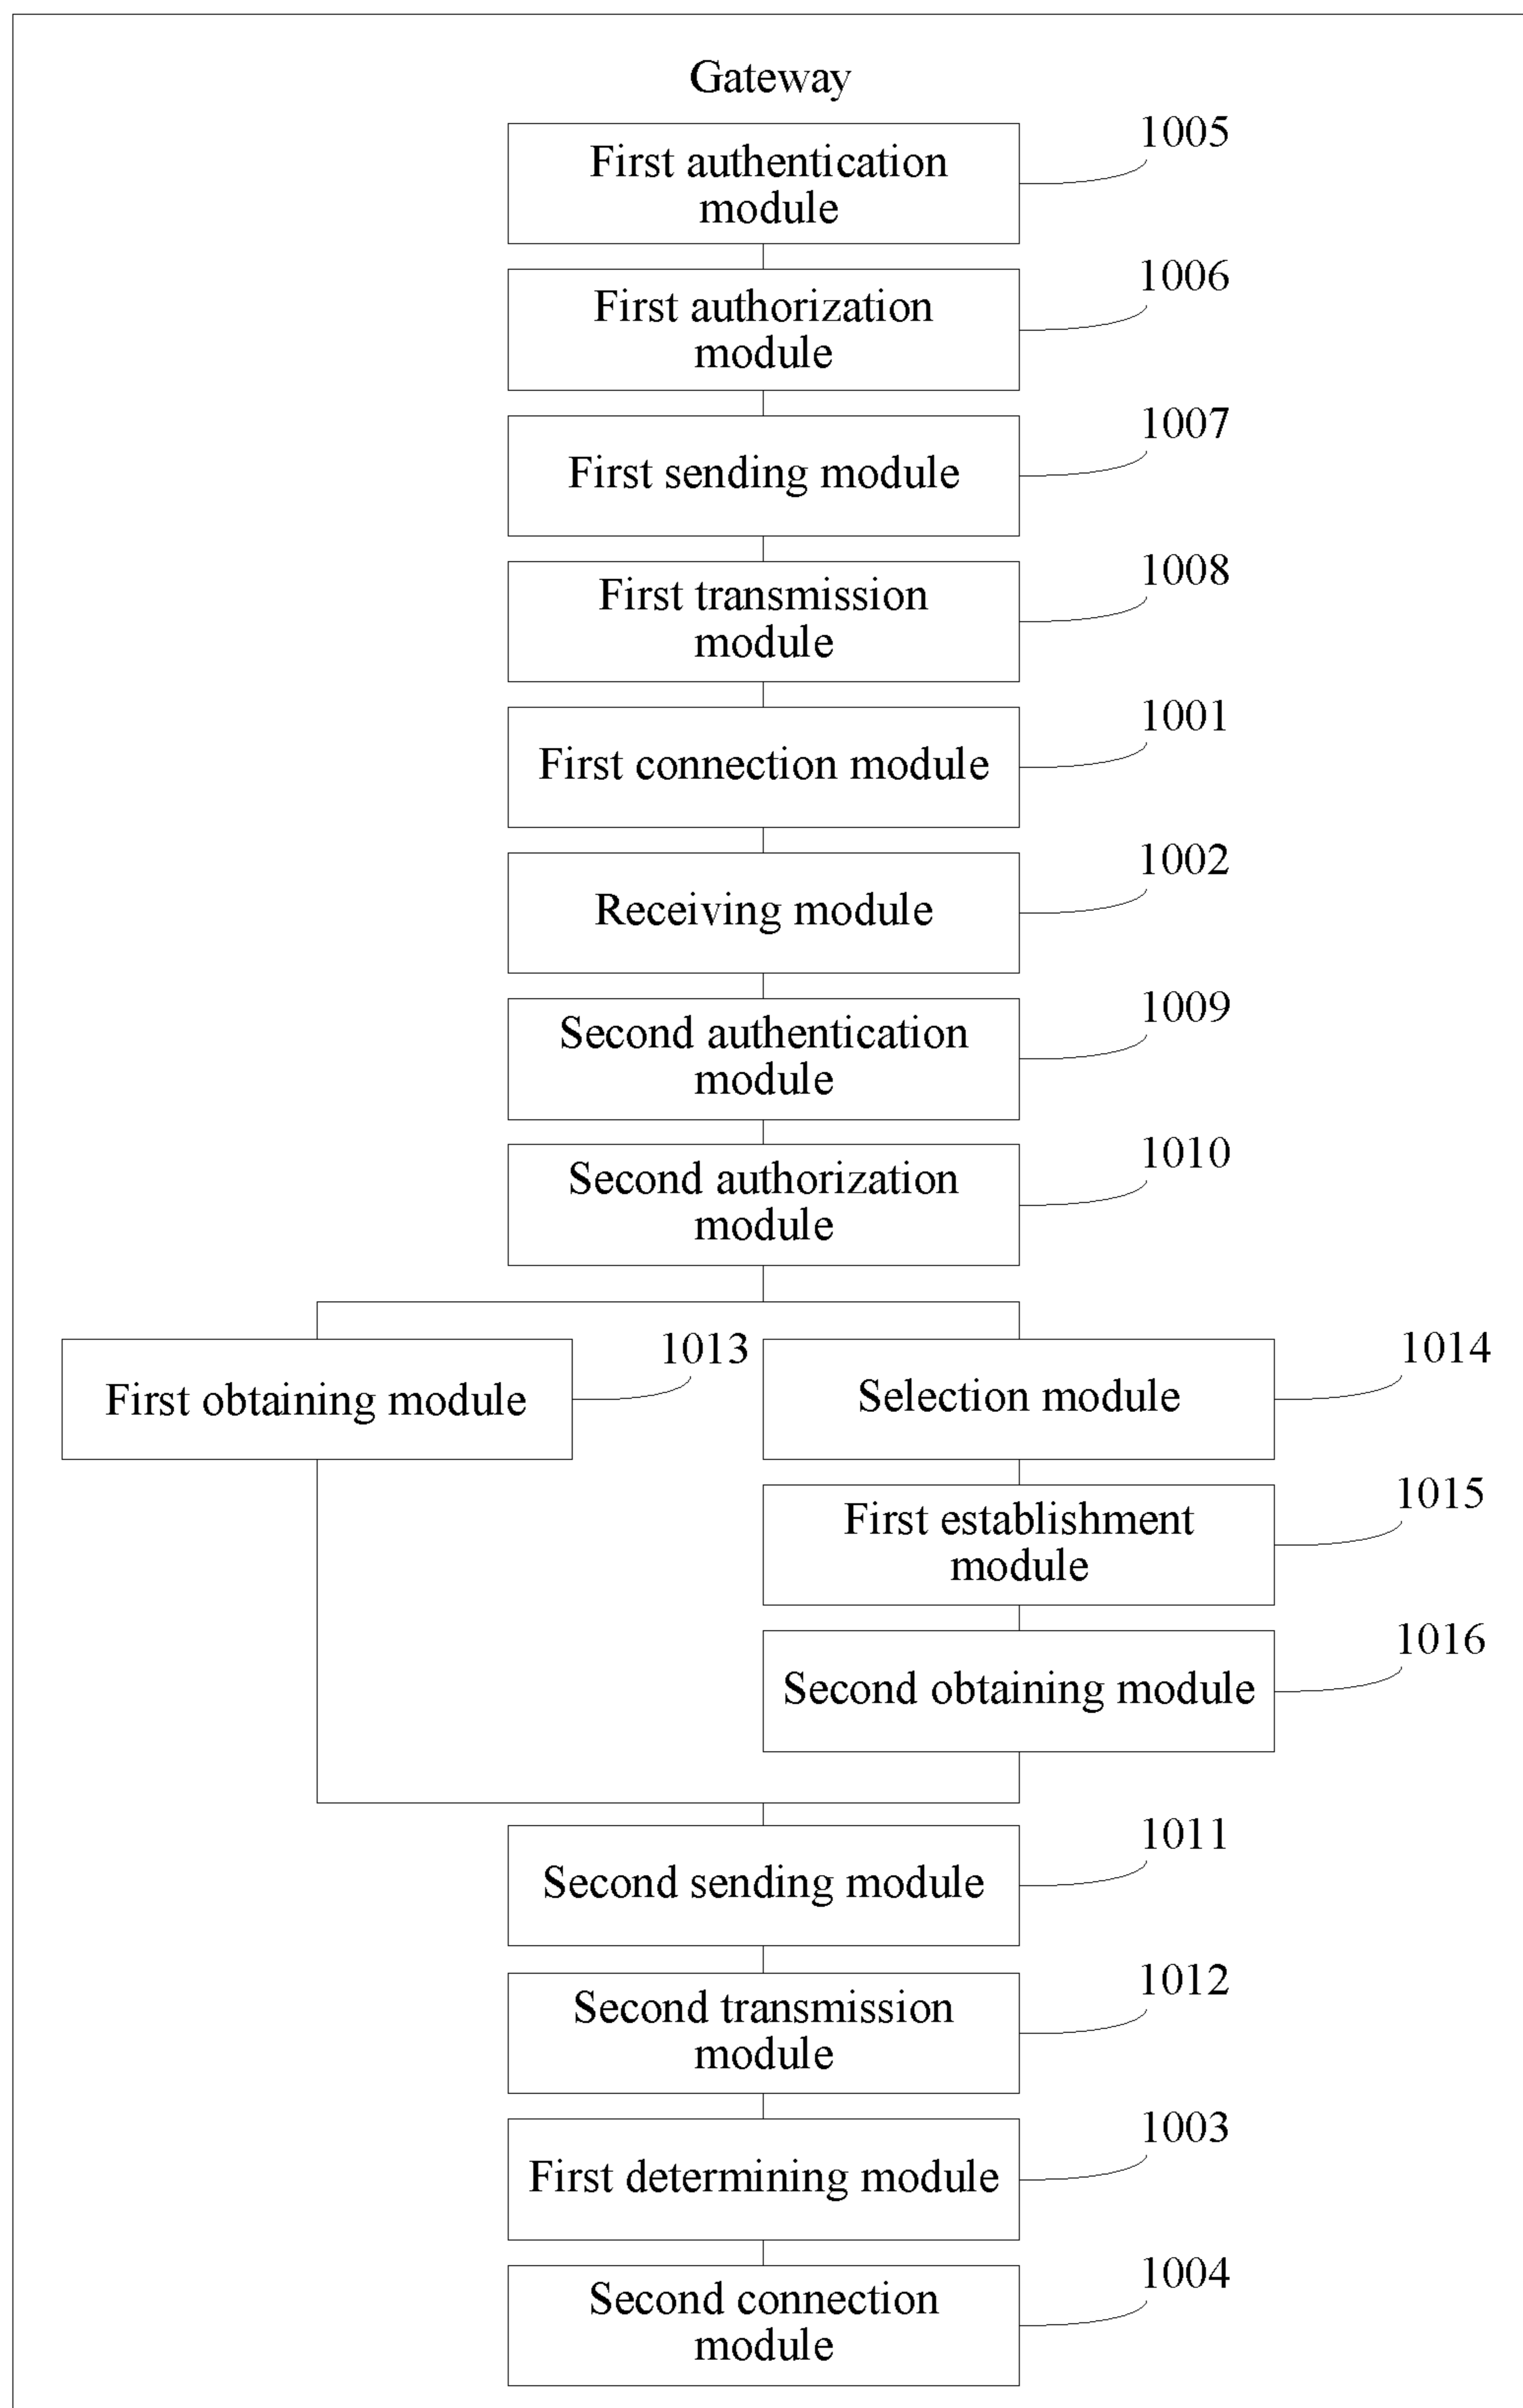 Gateway
First authentication
module
1005
First authorization
module
1006
First sending module
1007
First transmission
module
1008
First connection module
1001
Receiving module
1002
Second authentication
module
1009
Second authorization
module
1010
First obtaining module
1013
Selection module
1014
First establishment
module
1015
Second obtaining module
1016
Second sending module
1011
Second transmission
module
1012
First determining module
1003
Second connection
module
1004